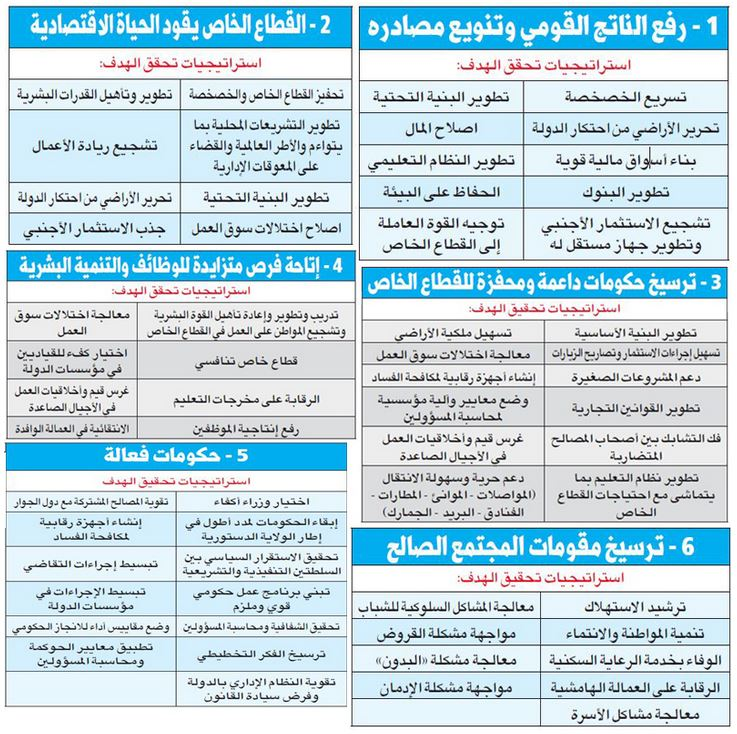 1 - رفع الناتج القومي وتنويع مصادره
استراتيجيات تحقق الهدف:
تسريع الخصخصة
تطوير البنية التحتية
تحرير الأراضي من احتكار الدولة
اصلاح المال
بناء أسواق مالية قوية
تطوير النظام التعليمي
تطوير البنوك
الحفاظ على البيئة
تشجيع الاستثمار الأجنبي
وتطوير جهاز مستقل له
توجيه القوة العاملة
إلى القطاع الخاص
2 - القطاع الخاص يقود الحياة الاقتصادية
استراتيجيات تحقق الهدف:
تحفيز القطاع الخاص والخصخصة
تطوير وتأهيل القدرات البشرية
تطوير التشريعات المحلية بما
يتواءم والأطر العالمية والقضاء
على المعوقات الإدارية
تشجيع ريادة الأعمال
تطوير البنية التحتية
تحرير الأراضي من احتكار الدولة
اصلاح اختلالات سوق العمل
جذب الاستثمار الأجنبي
3 - ترسيخ حكومات داعمة ومحفزة للقطاع الخاص
استراتيجيات تحقيق الهدف:
تطوير البنية الأساسية
تسهيل ملكية الأراضي
تسهيل إجراءات الاستثمار وتصاريح الزيارات
معالجة اختلالات سوق العمل
دعم المشروعات الصغيرة
إنشاء أجهزة رقابية لمكافحة الفساد
تطوير القوانين التجارية
وضع معايير وآلية مؤسسية
لمحاسبة المسؤولين
فك التشابك بين أصحاب المصالح
المتضاربة
غرس قيم وأخلاقيات العمل
في الأجيال الصاعدة
تطوير نظام التعليم بما
يتماشى مع احتياجات القطاع
الخاص
دعم حرية وسهولة الانتقال
(المواصلات - الموانئ - المطارات -
الفنادق - البريد - الجمارك)
4 - إتاحة فرص متزايدة للوظائف والتنمية البشرية
استراتيجيات تحقق الهدف:
تدريب وتطوير وإعادة تأهيل القوة البشرية
وتشجيع المواطن على العمل في القطاع الخاص
معالجة اختلالات سوق
العمل
قطاع خاص تنافسي
اختيار كفء للقياديين
في مؤسسات الدولة
الرقابة على مخرجات التعليم
غرس قيم وأخلاقيات العمل
في الأجيال الصاعدة
رفع إنتاجية الموظفين
الانتقائية في العمالة الوافدة
5 - حكومات فعالة
استراتيجيات تحقيق الهدف:
اختيار وزراء أكفاء
تقوية المصالح المشتركة مع دول الجوار
إبقاء الحكومات لمدد أطول في
إطار الولاية الدستورية
إنشاء أجهزة رقابية
لمكافحة الفساد
تحقيق الاستقرار السياسي بين
السلطتين التنفيذية والتشريعية
تبسيط إجراءات التقاضي
تبني برنامج عمل حكومي
قوي وملزم
تبسيط الإجراءات في
مؤسسات الدولة
تحقيق الشفافية ومحاسبة المسؤولين
وضع مقاييس أداء للانجاز الحكومي
ترسيخ الفكر التخطيطي
تطبيق معايير الحوكمة
ومحاسبة المسؤولين
تقوية النظام الإداري بالدولة
وفرض سيادة القانون
6 - ترسيخ مقومات المجتمع الصالح
استراتيجيات تحقيق الهدف:
ترشيد الاستهلاك
معالجة المشاكل السلوكية للشباب
تنمية المواطنة والانتماء
مواجهة مشكلة القروض
الوفاء بخدمة الرعاية السكنية
معالجة مشكلة «البدون»
الرقابة على العمالة الهامشية
مواجهة مشكلة الإدمان
معالجة مشاكل الأسرة